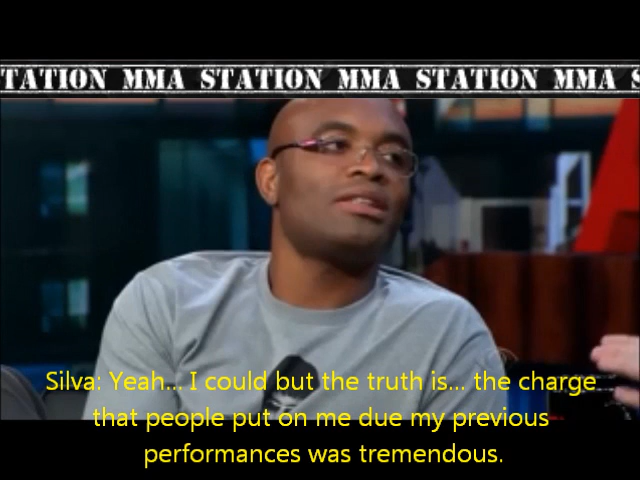 TATION MMA STATION MMA STATION MMA S
Silva: Yeah... I could but the truth is... the charge
that people put on me due my previous
performances was tremendous.